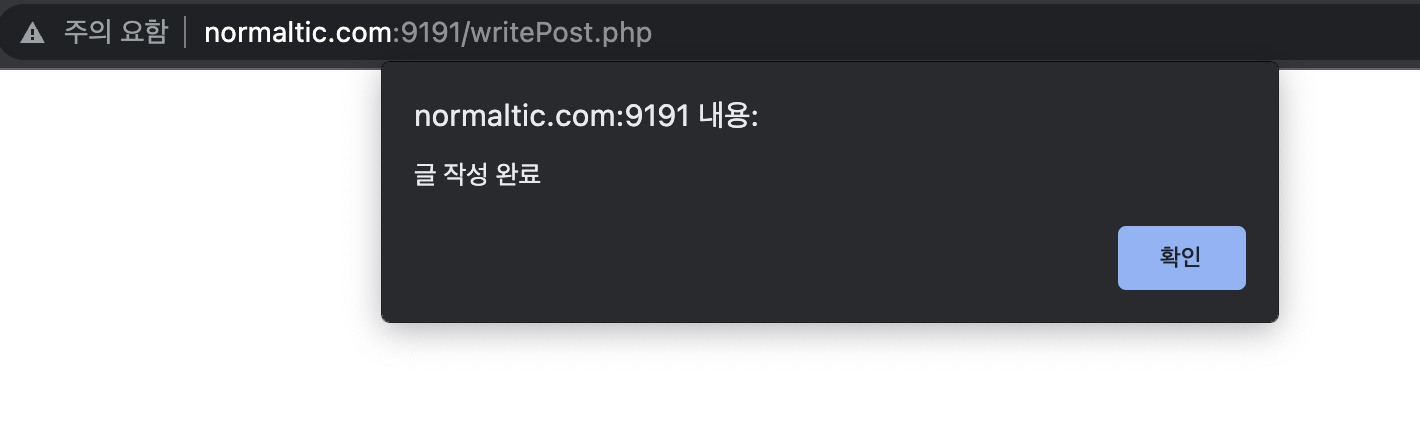 주의 요함 normaltic.com:9191/writePost.php
normaltic.com:9191 내용:
글 작성 완료
확인